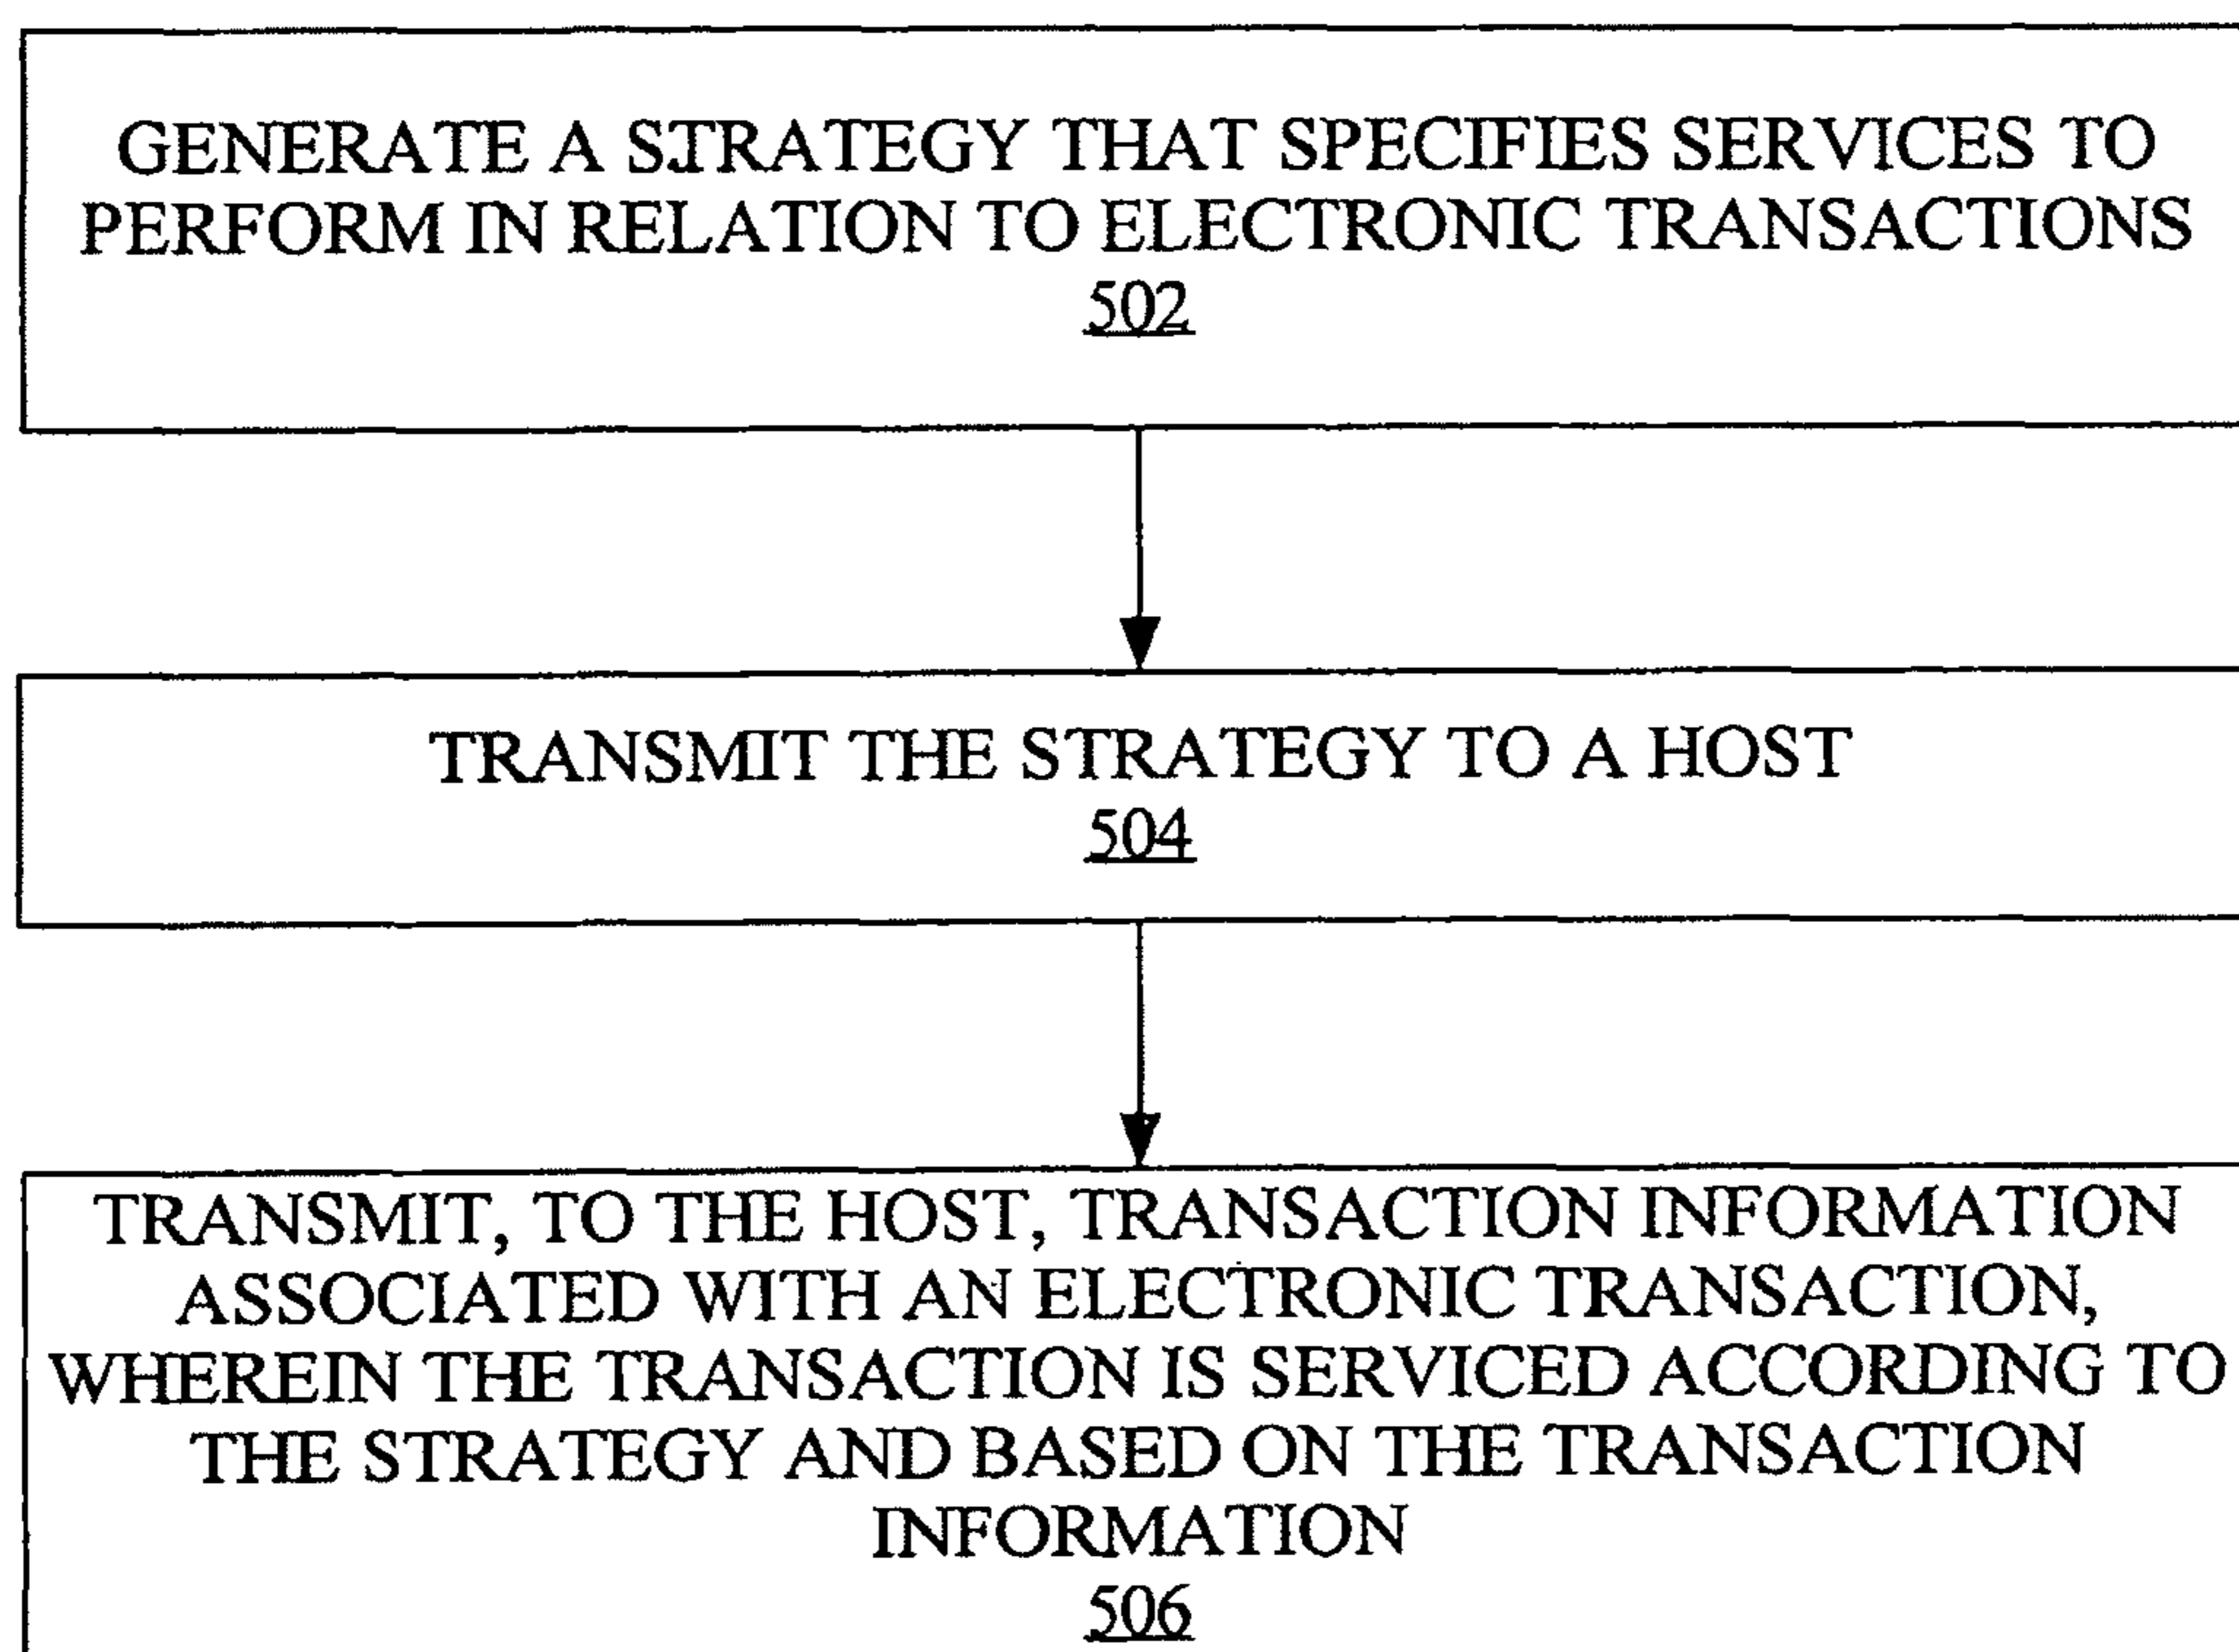 GENERATE A STRATEGY THAT SPECIFIES SERVICES TO
PERFORM IN RELATION TO ELECTRONIC TRANSACTIONS
502
TRANSMIT THE STRATEGY TO A HOST
504
TRANSMIT, TO THE HOST, TRANSACTION INFORMATION
ASSOCIATED WITH AN ELECTRONIC TRANSACTION,
WHEREIN THE TRANSACTION IS SERVICED ACCORDING TO
THE STRATEGY AND BASED ON THE TRANSACTION
INFORMATION
506